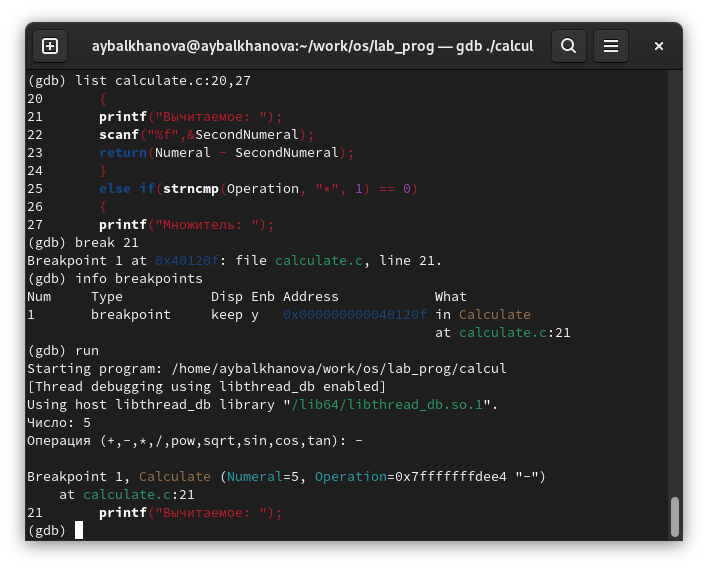 aybalkhanova@aybalkhanova:~/work/os/lab_prog — gdb ./calcul
(gdb) list calculate.c:20,27
20       {
21       printf("Вычитаемое: ");
22       scanf("%f",&SecondNumeral);
23       return(Numeral - SecondNumeral);
24       }
25       else if(strncmp(Operation, "*", 1) == 0)
26       {
27       printf("Множитель: ");
(gdb) break 21
Breakpoint 1 at 0x40120f: file calculate.c, line 21.
(gdb) info breakpoints
Num     Type           Disp Enb Address            What
1       breakpoint     keep y   0x000000000040120f in Calculate
                                                   at calculate.c:21
(gdb) run
Starting program: /home/aybalkhanova/work/os/lab_prog/calcul
[Thread debugging using libthread_db enabled]
Using host libthread_db library "/lib64/libthread_db.so.1".
Число: 5
Операция (+,-,*,/,pow,sqrt,sin,cos,tan): -
Breakpoint 1, Calculate (Numeral=5, Operation=0x7fffffffdee4 "-")
    at calculate.c:21
21       printf("Вычитаемое: ");
(gdb)